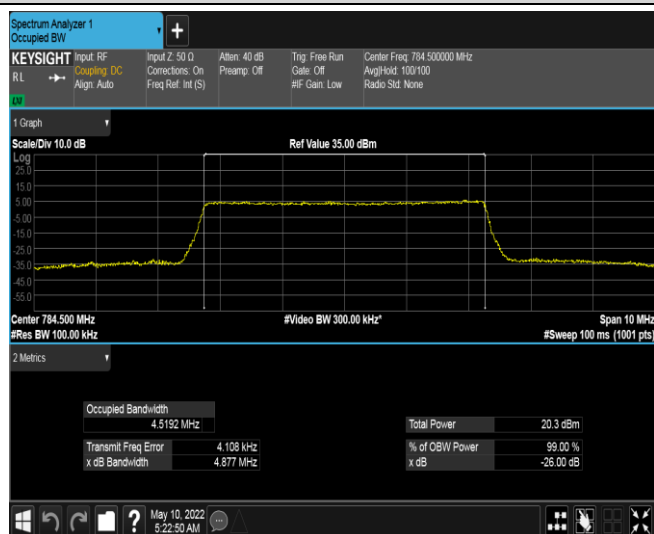 Spectrum Analyzer 1
Occupied BW
+
KEYSIGHT
RL
LXI
Input: RF
Coupling: DC
Align: Auto
Input Z: 50 Ω
Corrections: On
Freq Ref: Int (S)
Atten: 40 dB
Preamp: Off
Trig: Free Run
Gate: Off
#IF Gain: Low
Center Freq: 784.500000 MHz
Avg|Hold: 100/100
Radio Std: None
1 Graph
Scale/Div 10.0 dB
Ref Value 35.00 dBm
Log
25.0
15.0
5.00
-5.00
-15.0
-25.0
-35.0
-45.0
-55.0
Center 784.500 MHz
#Video BW 300.00 kHz*
Span 10 MHz
#Res BW 100.00 kHz
#Sweep 100 ms (1001 pts)
2 Metrics
Occupied Bandwidth
4.5192 MHz
Total Power 20.3 dBm
Transmit Freq Error 4.108 kHz
% of OBW Power 99.00 %
x dB Bandwidth 4.877 MHz
x dB -26.00 dB
?
May 10, 2022
5:22:50 AM